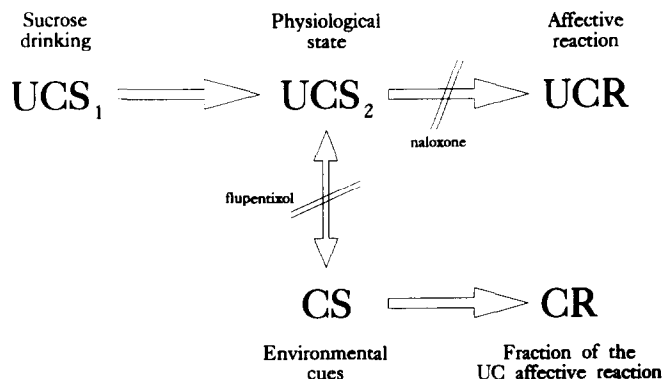 Sucrose drinking
Physiological state
Affective reaction
UCS1
UCS2
UCR
naloxone
flupentixol
CS
CR
Environmental cues
Fraction of the UC affective reaction